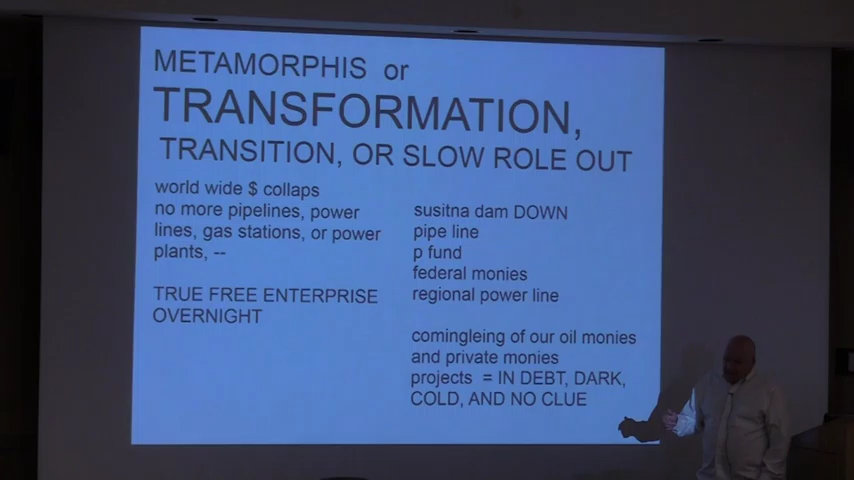 METAMORPHIS or
TRANSFORMATION,
TRANSITION, OR SLOW ROLE OUT
world wide $ collaps
no more pipelines, power
lines, gas stations, or power
plants, --
TRUE FREE ENTERPRISE
OVERNIGHT
susitna dam DOWN
pipe line
p fund
federal monies
regional power line
comingleing of our oil monies
and private monies
projects = IN DEBT, DARK,
COLD, AND NO CLUE